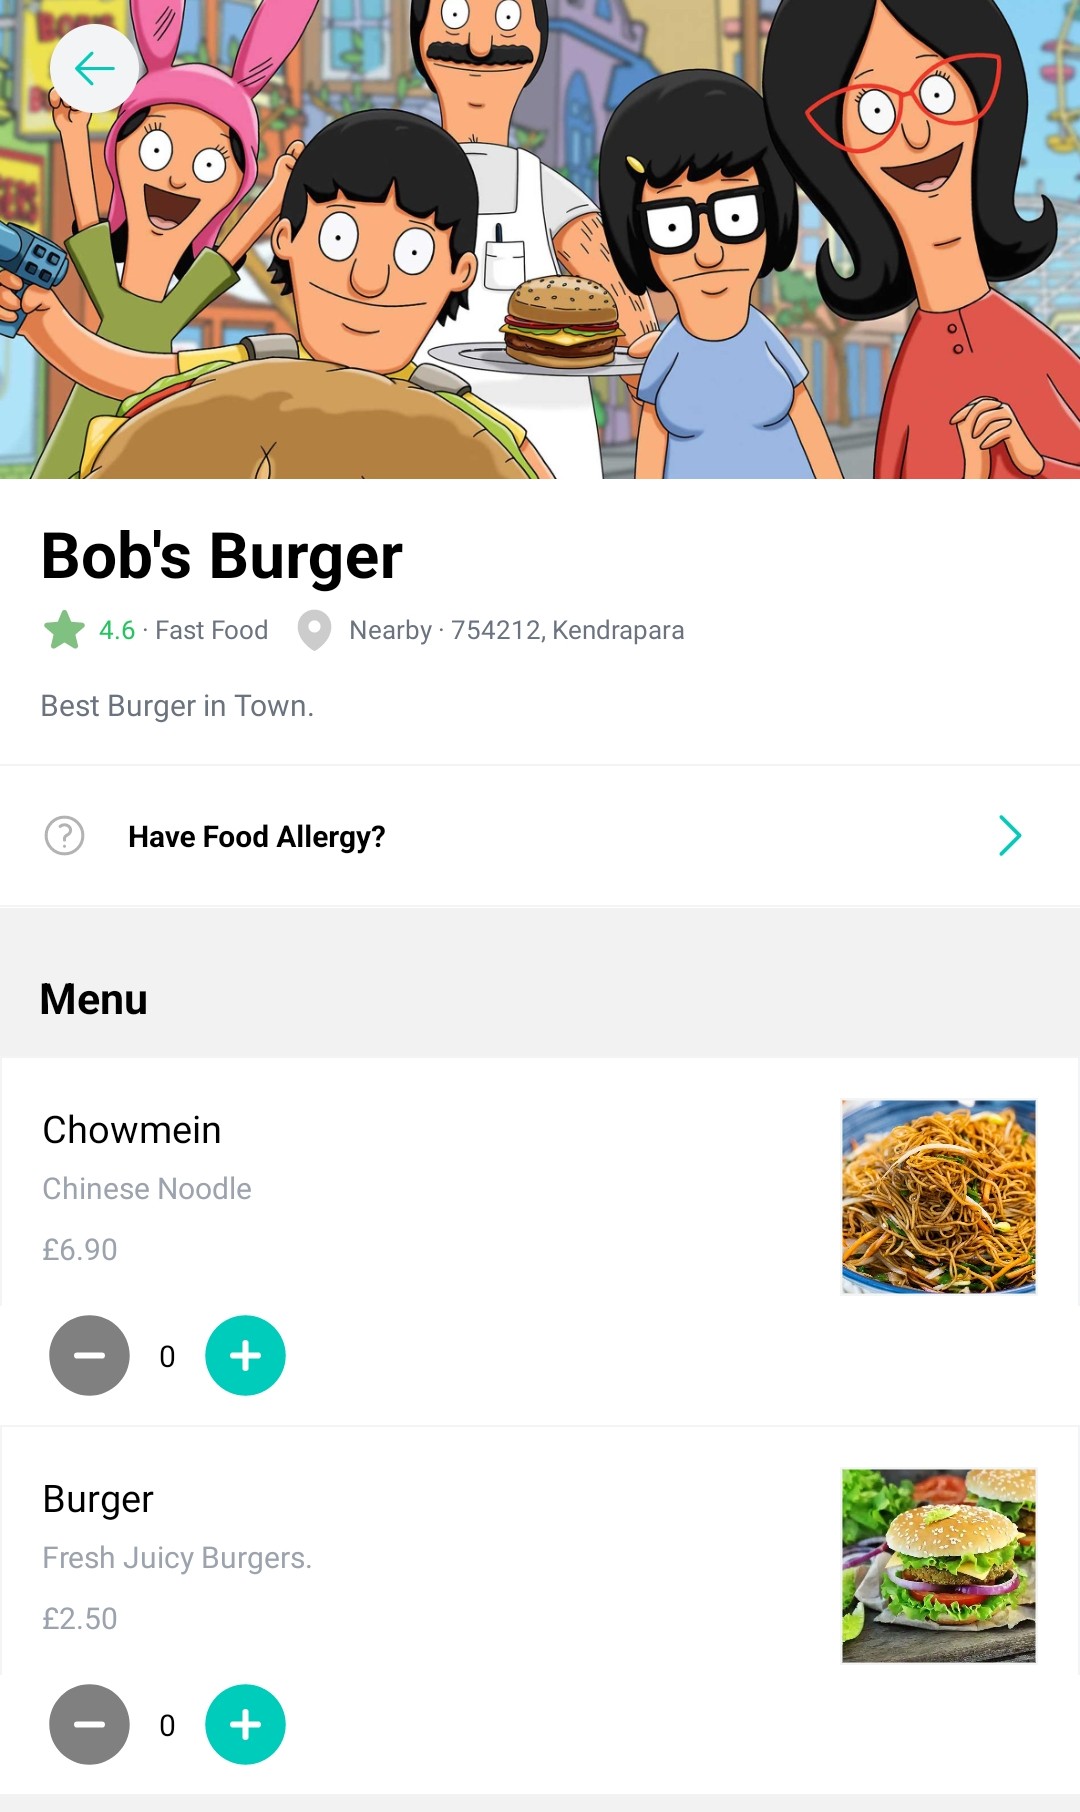 Bob's Burger
4.6 · Fast Food Nearby · 754212, Kendrapara
Best Burger in Town.
Have Food Allergy?
Menu
Chowmein
Chinese Noodle
£6.90
0
Burger
Fresh Juicy Burgers.
£2.50
0